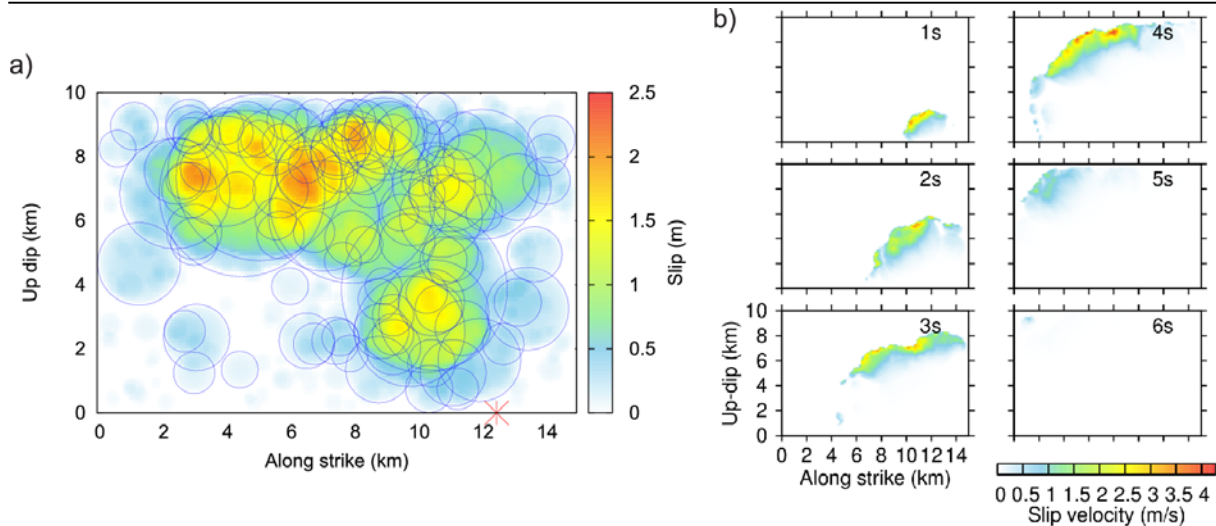 a)
Up dip (km)
10
8
6
4
2
0
0 2 4 6 8 10 12 14
Along strike (km)
2.5
2
1.5
1
0.5
0
Slip (m)
b)
1s
4s
2s
5s
3s
6s
Up-dip (km)
10
8
6
4
2
0
0 2 4 6 8 10 12 14
Along strike (km)
0 0.5 1 1.5 2 2.5 3 3.5 4
Slip velocity (m/s)